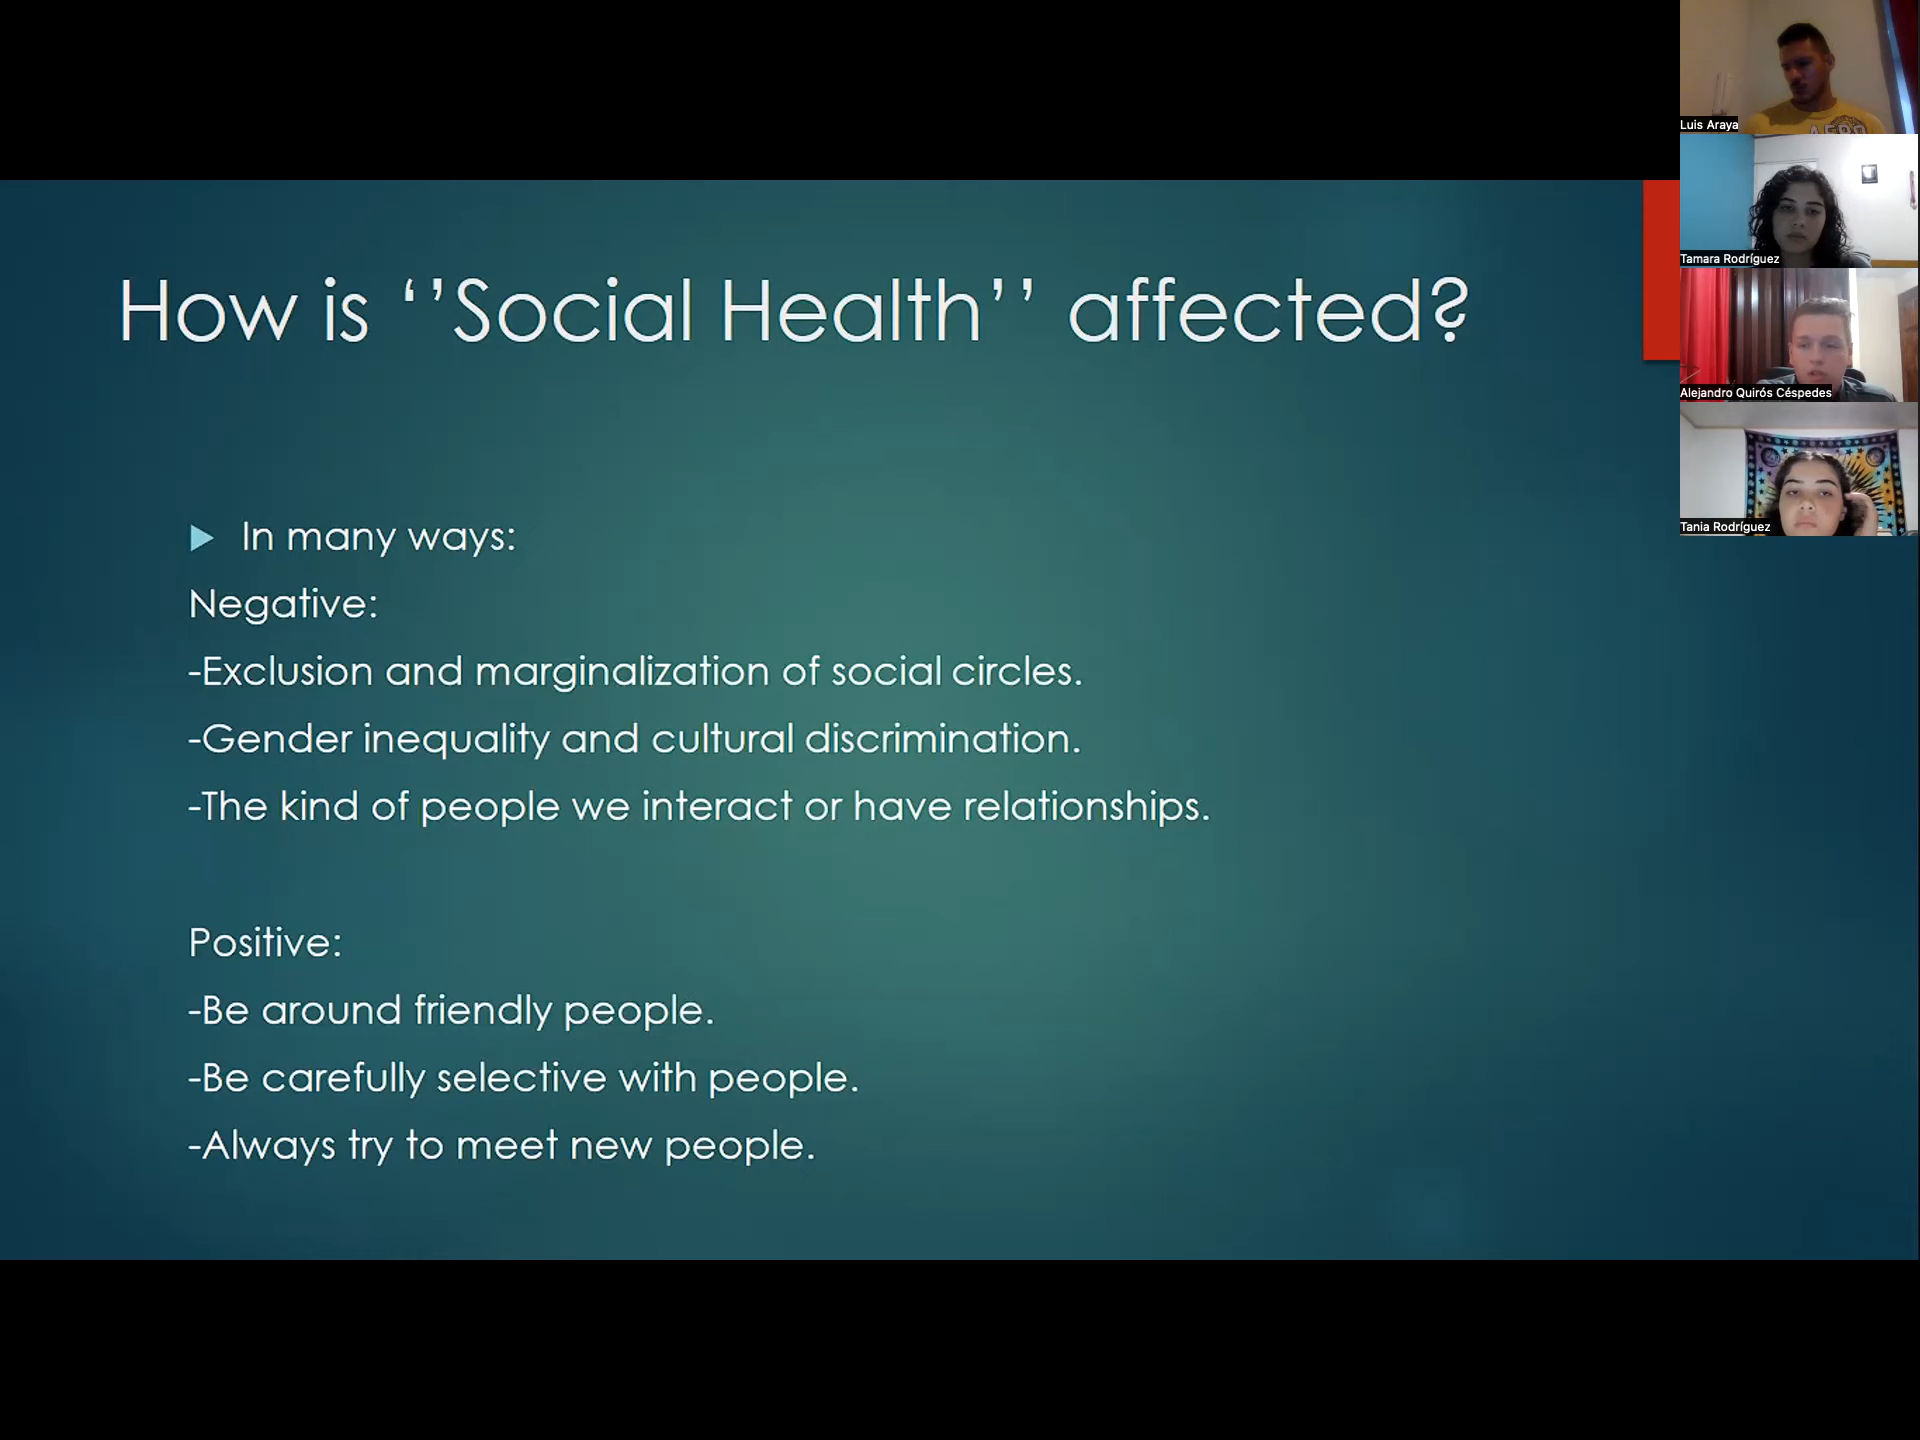 How is ‘’Social Health’’ affected?
In many ways:
Negative:
-Exclusion and marginalization of social circles.
-Gender inequality and cultural discrimination.
-The kind of people we interact or have relationships.
Positive:
-Be around friendly people.
-Be carefully selective with people.
-Always try to meet new people.
Luis Araya
Tamara Rodríguez
Alejandro Quirós Céspedes
Tania Rodríguez